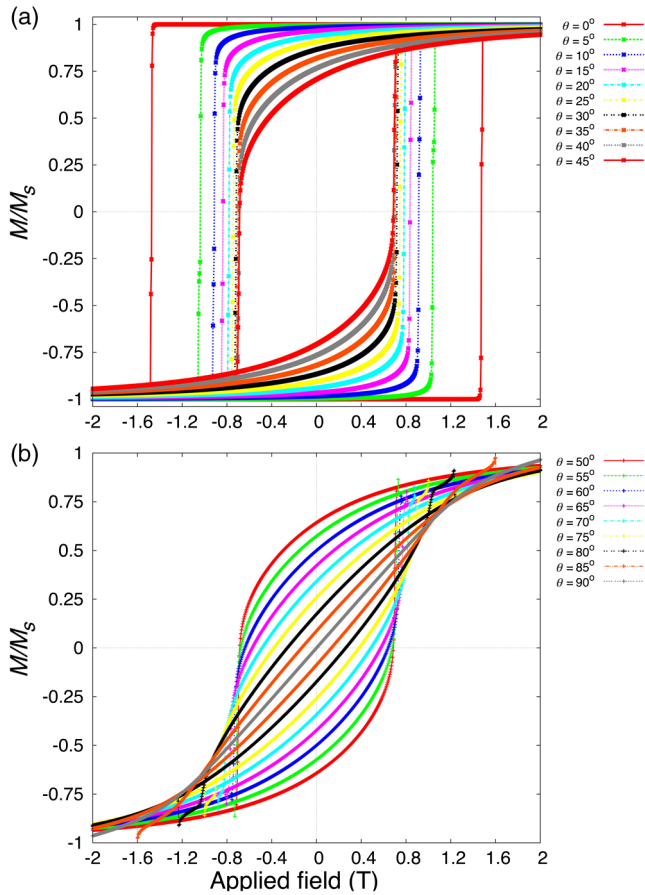 (a)
M/Mₛ
1
0.75
0.5
0.25
0
-0.25
-0.5
-0.75
-1
-2 -1.6 -1.2 -0.8 -0.4 0 0.4 0.8 1.2 1.6 2
θ = 0°
θ = 5°
θ = 10°
θ = 15°
θ = 20°
θ = 25°
θ = 30°
θ = 35°
θ = 40°
θ = 45°
(b)
M/Mₛ
1
0.75
0.5
0.25
0
-0.25
-0.5
-0.75
-1
-2 -1.6 -1.2 -0.8 -0.4 0 0.4 0.8 1.2 1.6 2
Applied field (T)
θ = 50°
θ = 55°
θ = 60°
θ = 65°
θ = 70°
θ = 75°
θ = 80°
θ = 85°
θ = 90°